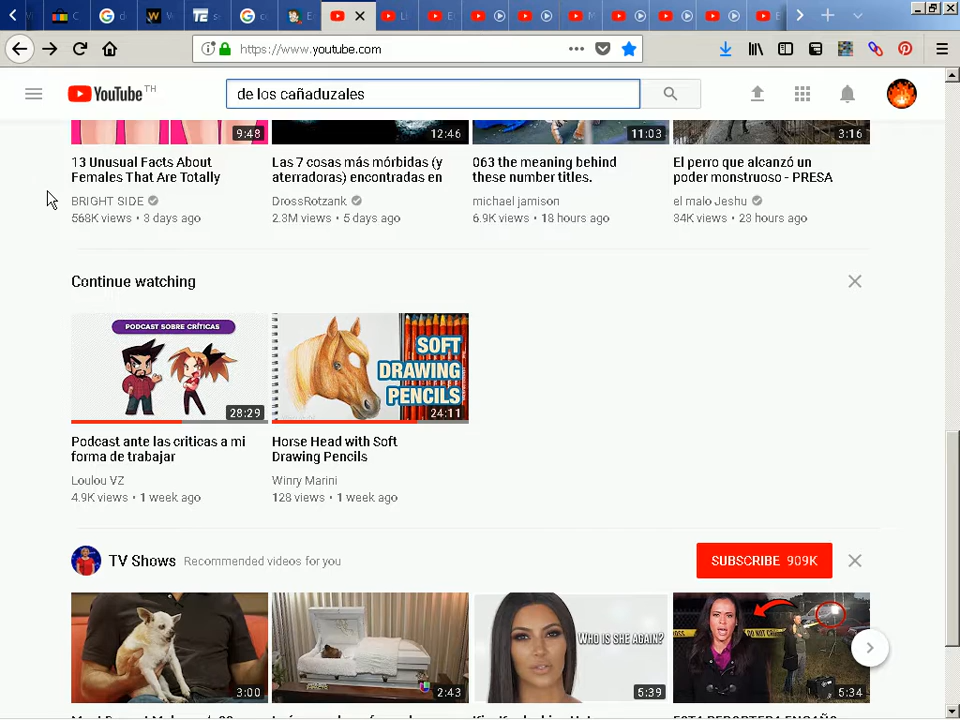 https://www.youtube.com
YouTube TH
de los cañaduzales
9:48
12:46
11:03
3:16
13 Unusual Facts About
Females That Are Totally
BRIGHT SIDE
568K views • 3 days ago
Las 7 cosas más mórbidas (y
aterradoras) encontradas en
DrossRotzank
2.3M views • 5 days ago
063 the meaning behind
these number titles.
michael jamison
6.9K views • 18 hours ago
El perro que alcanzó un
poder monstruoso - PRESA
el malo Jeshu
34K views • 23 hours ago
Continue watching
PODCAST SOBRE CRÍTICAS
28:29
SOFT
DRAWING
PENCILS
24:11
Podcast ante las criticas a mi
forma de trabajar
Loulou VZ
4.9K views • 1 week ago
Horse Head with Soft
Drawing Pencils
Winry Marini
128 views • 1 week ago
TV Shows Recommended videos for you
SUBSCRIBE 909K
3:00
2:43
WHO IS SHE AGAIN?
5:39
DO NOT
5:34